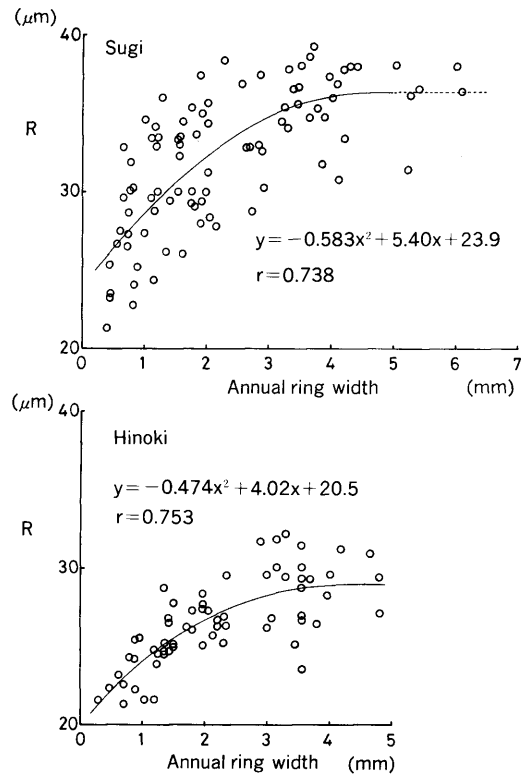 (μm)
40
Sugi
R
30
y=−0.583x²+5.40x+23.9
r=0.738
20
0 1 2 3 4 5 6 7
Annual ring width (mm)
(μm)
40
Hinoki
y=−0.474x²+4.02x+20.5
r=0.753
R
30
20
0 1 2 3 4 5
Annual ring width (mm)